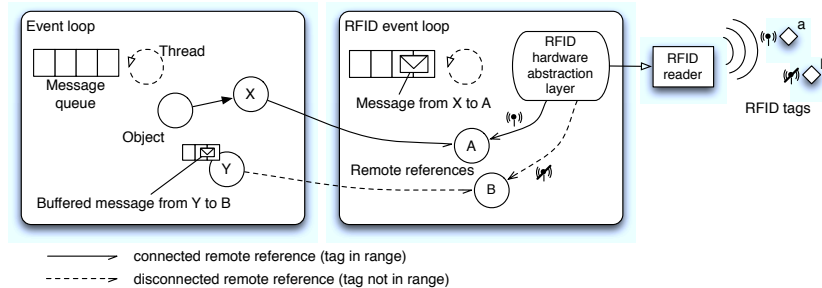 Event loop
Thread
Message
queue
X
Object
Y
Buffered message from Y to B
RFID event loop
RFID
hardware
abstraction
layer
Message from X to A
A
Remote references
B
RFID
reader
a
RFID tags
connected remote reference (tag in range)
disconnected remote reference (tag not in range)